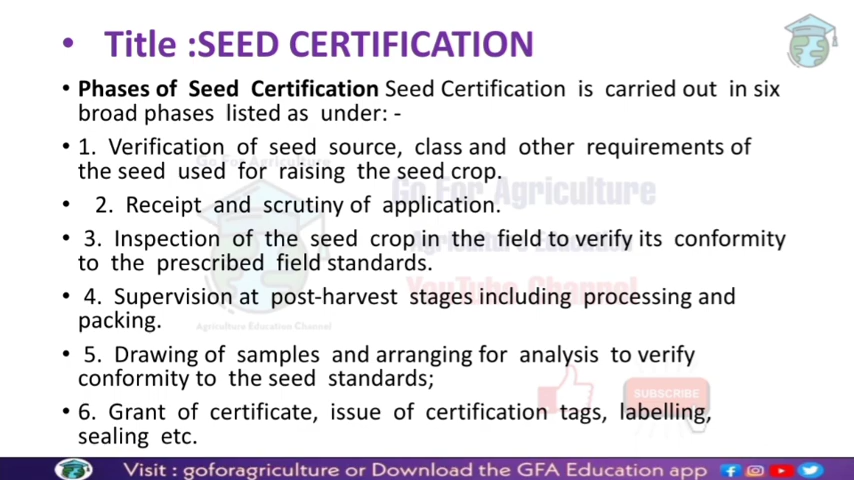 • Title :SEED CERTIFICATION
• Phases of Seed Certification Seed Certification is carried out in six
broad phases listed as under: -
• 1. Verification of seed source, class and other requirements of
the seed used for raising the seed crop.
• 2. Receipt and scrutiny of application.
• 3. Inspection of the seed crop in the field to verify its conformity
to the prescribed field standards.
• 4. Supervision at post-harvest stages including processing and
packing.
• 5. Drawing of samples and arranging for analysis to verify
conformity to the seed standards;
• 6. Grant of certificate, issue of certification tags, labelling,
sealing etc.
Go For Agriculture
Go For Agriculture
Agriculture Education
YouTube Channel
Agriculture Education Channel
SUBSCRIBE
Visit : goforagriculture or Download the GFA Education app